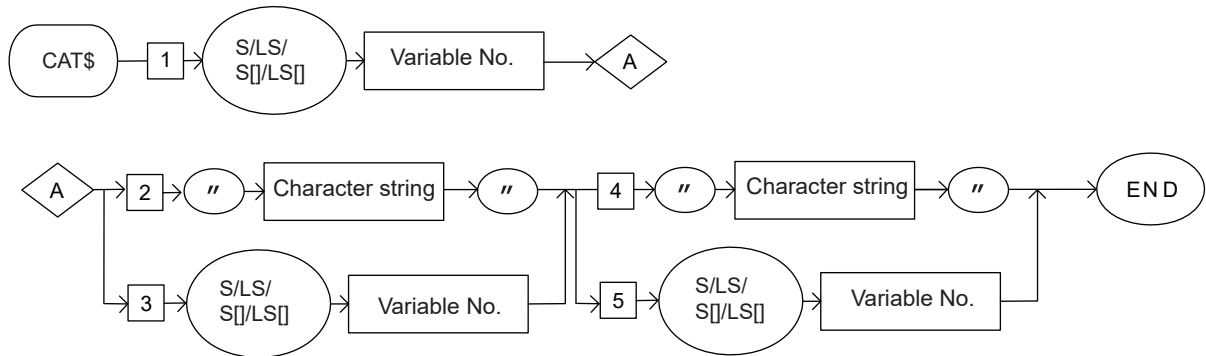 CAT$ 1 S/LS/ Variable No. A
S[]/LS[]
A 2 " Character string " 4 " Character string " END
3 S/LS/ Variable No. 5 S/LS/ Variable No.
S[]/LS[] S[]/LS[]